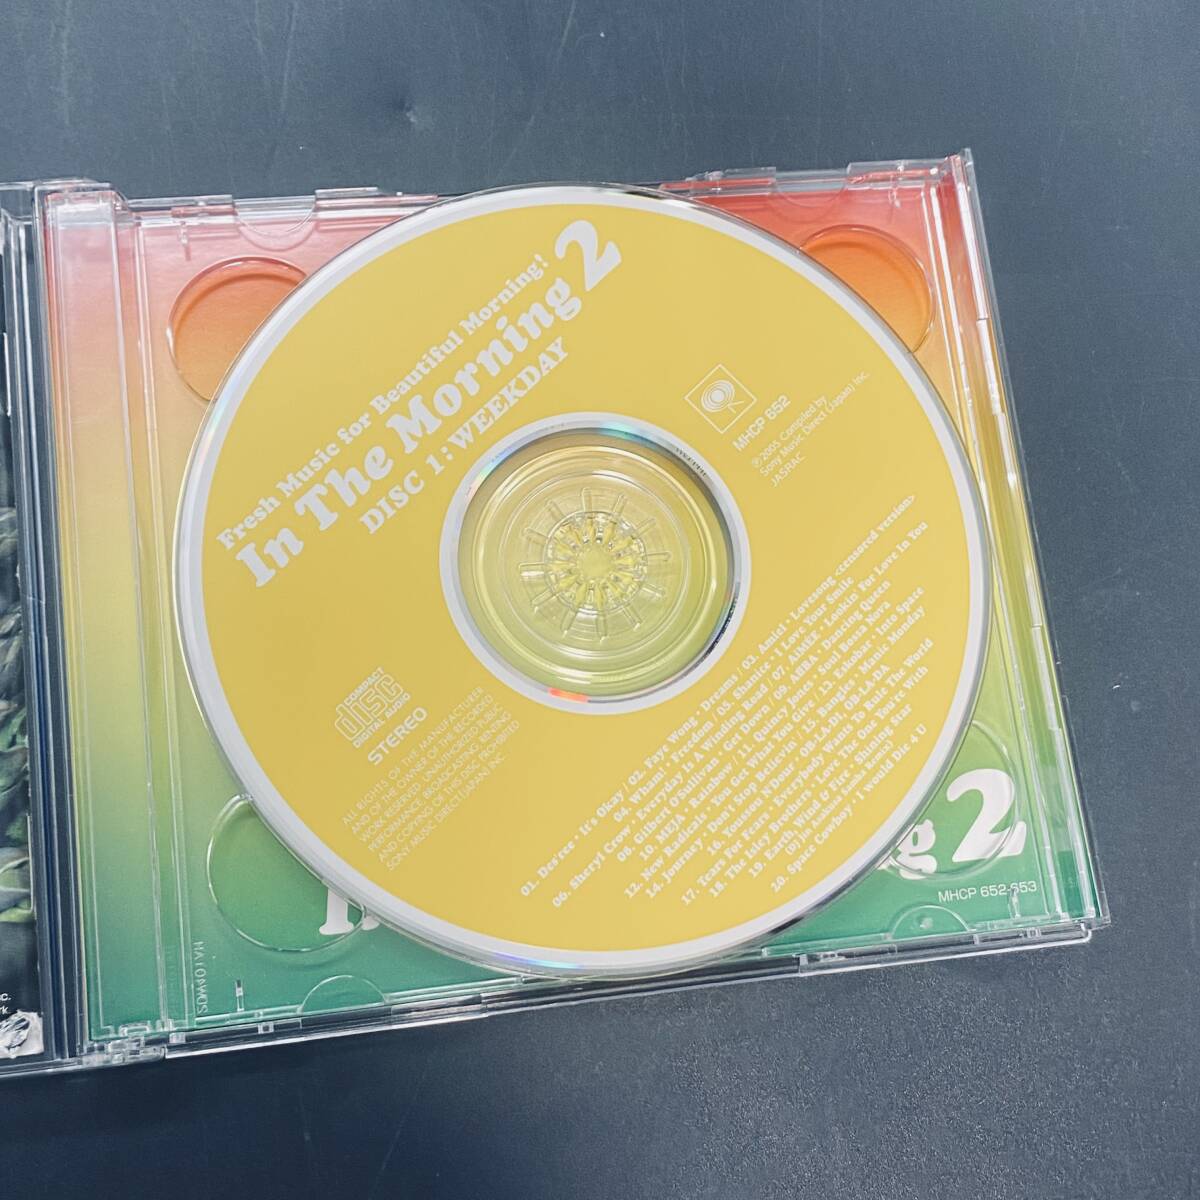 Fresh Music for Beautiful Morning!
In The Morning 2
DISC 1: WEEKDAY
MHCP 652
℗2005 Compiled by
Sony Music Direct (Japan) Inc.
JASRAC
COMPACT
disc
DIGITAL AUDIO
STEREO
ALL RIGHTS OF THE MANUFACTURER
AND OF THE OWNER OF THE RECORDED
WORK RESERVED UNAUTHORIZED PUBLIC
PERFORMANCE BROADCASTING RENTING
AND COPYING OF THIS DISC PROHIBITED
SONY MUSIC DIRECT(JAPAN) INC
01. Des'ree・It's Okay / 02. Faye Wong・Dreams / 03. Amiel・Lovesong <censored version>
04. Wham!・Freedom / 05. Shanice・I Love Your Smile
06. Sheryl Crow・Everyday Is A Winding Road / 07. AIMEE・Lookin' For Love In You
08. Gilbert O'Sullivan・Get Down / 09. ABBA・Dancing Queen
10. MEJA・Rainbow / 11. Quincy Jones・Soul Bossa Nova
12. New Radicals・You Get What You Give / 13. Eskobar・Into Space
14. Journey・Don't Stop Believin' / 15. Bangles・Manic Monday
16. Youssou N'Dour・OB-LA-DI, OB-LA-DA
17. Tears For Fears・Everybody Wants To Rule The World
18. The Isley Brothers・Love The One You're With
19. Earth, Wind & Fire・Shining Star
(DJin Audiua Samba Remix)
20. Space Cowboy・I would Disc 4 U
g 2
MHCP 652-653